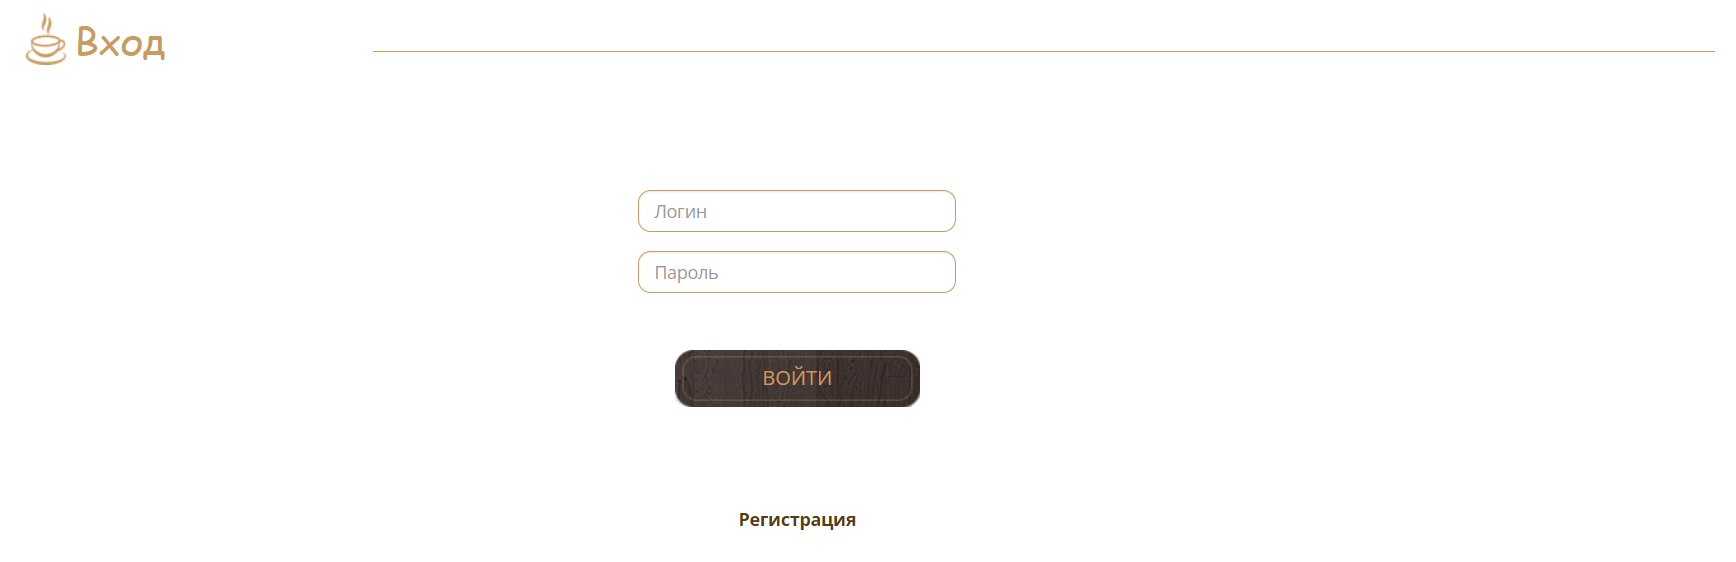 Вход
Логин
Пароль
ВОЙТИ
Регистрация